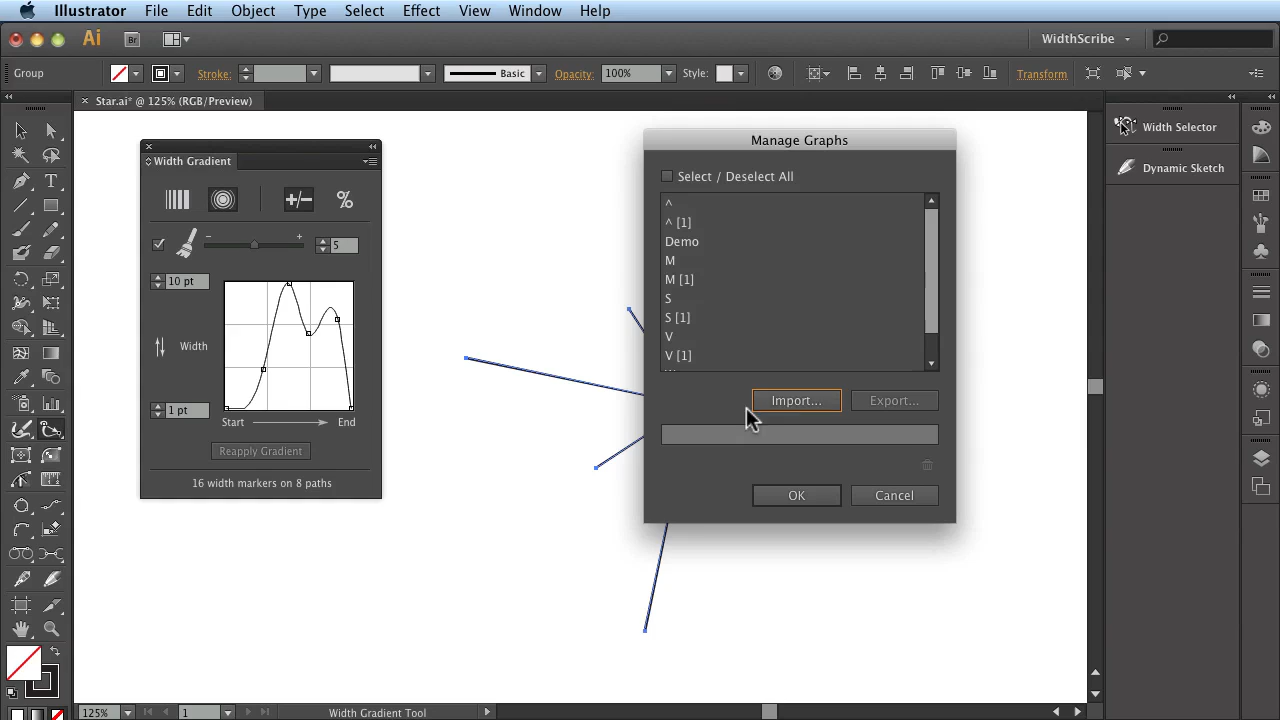 Illustrator File Edit Object Type Select Effect View Window Help
Ai Br WidthScribe
Group Stroke: Basic Opacity: 100% Style: Transform
Star.ai* @ 125% (RGB/Preview)
Width Gradient
+/- %
− +
5
10 pt
Width
1 pt
Start End
Reapply Gradient
16 width markers on 8 paths
Manage Graphs
Select / Deselect All
^
^ [1]
Demo
M
M [1]
S
S [1]
V
V [1]
Import... Export...
OK Cancel
Width Selector
Dynamic Sketch
125% 1 Width Gradient Tool